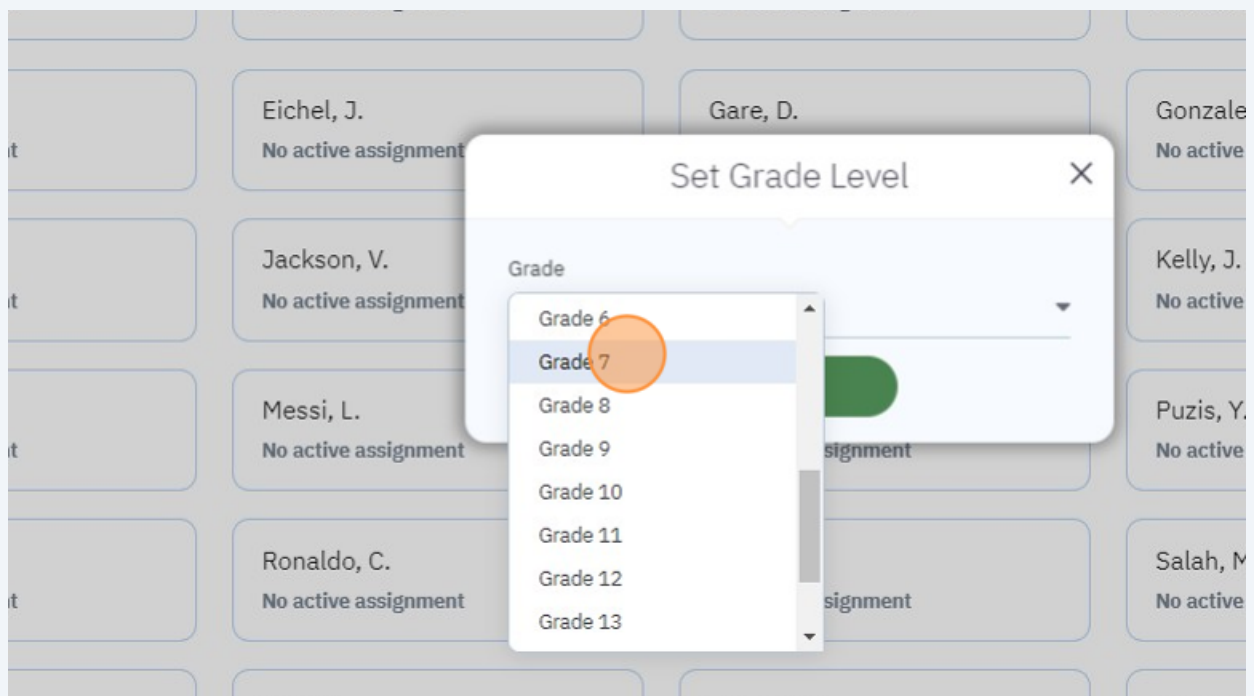 Eichel, J.
No active assignment
Gare, D.
Gonzale
No active
Set Grade Level
Jackson, V.
No active assignment
Kelly, J.
No active
Grade
Grade 6
Grade 7
Grade 8
Grade 9
Grade 10
Grade 11
Grade 12
Grade 13
Messi, L.
No active assignment
signment
Puzis, Y.
No active
Ronaldo, C.
No active assignment
signment
Salah, M
No active